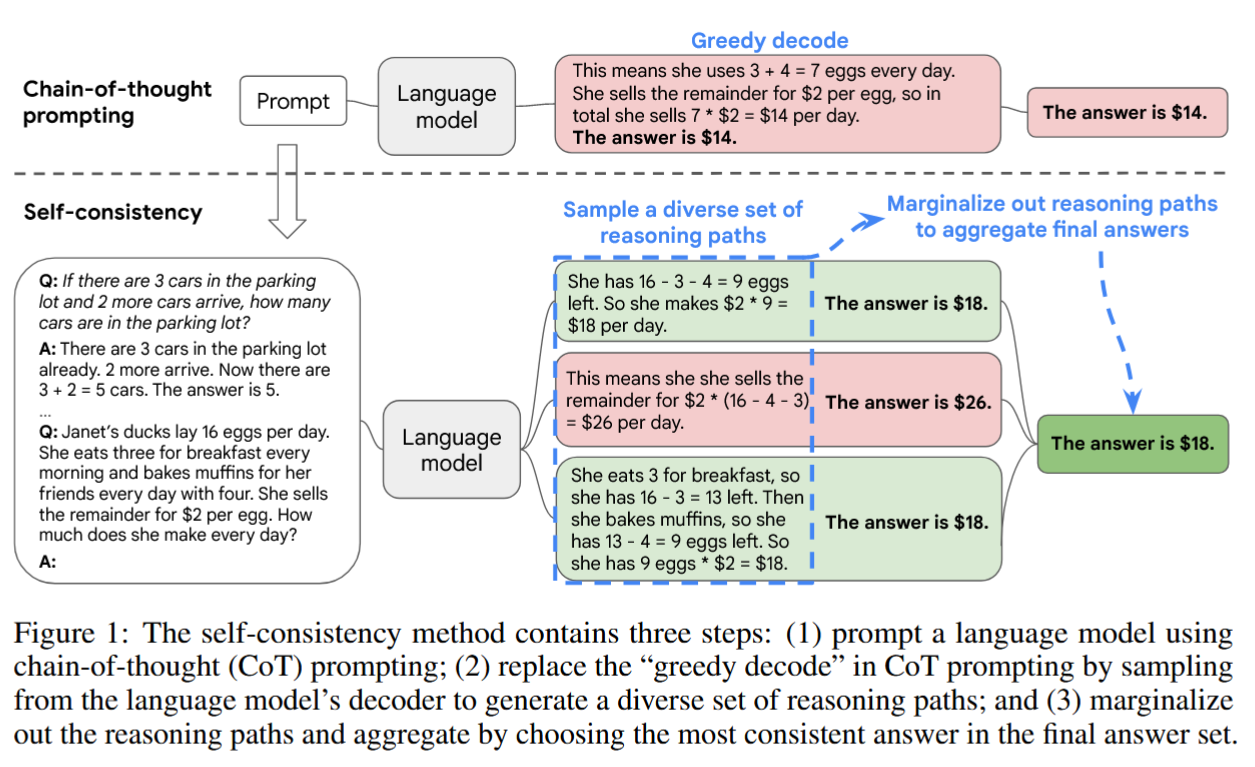 Greedy decode
Chain-of-thought
prompting
Prompt
Language
model
This means she uses 3 + 4 = 7 eggs every day.
She sells the remainder for $2 per egg, so in
total she sells 7 * $2 = $14 per day.
The answer is $14.
The answer is $14.
Self-consistency
Sample a diverse set of
reasoning paths
Marginalize out reasoning paths
to aggregate final answers
Q: If there are 3 cars in the parking
lot and 2 more cars arrive, how many
cars are in the parking lot?
A: There are 3 cars in the parking lot
already. 2 more arrive. Now there are
3 + 2 = 5 cars. The answer is 5.
...
Q: Janet’s ducks lay 16 eggs per day.
She eats three for breakfast every
morning and bakes muffins for her
friends every day with four. She sells
the remainder for $2 per egg. How
much does she make every day?
A:
Language
model
She has 16 - 3 - 4 = 9 eggs
left. So she makes $2 * 9 =
$18 per day.
The answer is $18.
This means she she sells the
remainder for $2 * (16 - 4 - 3)
= $26 per day.
The answer is $26.
She eats 3 for breakfast, so
she has 16 - 3 = 13 left. Then
she bakes muffins, so she
has 13 - 4 = 9 eggs left. So
she has 9 eggs * $2 = $18.
The answer is $18.
The answer is $18.
Figure 1: The self-consistency method contains three steps: (1) prompt a language model using
chain-of-thought (CoT) prompting; (2) replace the “greedy decode” in CoT prompting by sampling
from the language model’s decoder to generate a diverse set of reasoning paths; and (3) marginalize
out the reasoning paths and aggregate by choosing the most consistent answer in the final answer set.